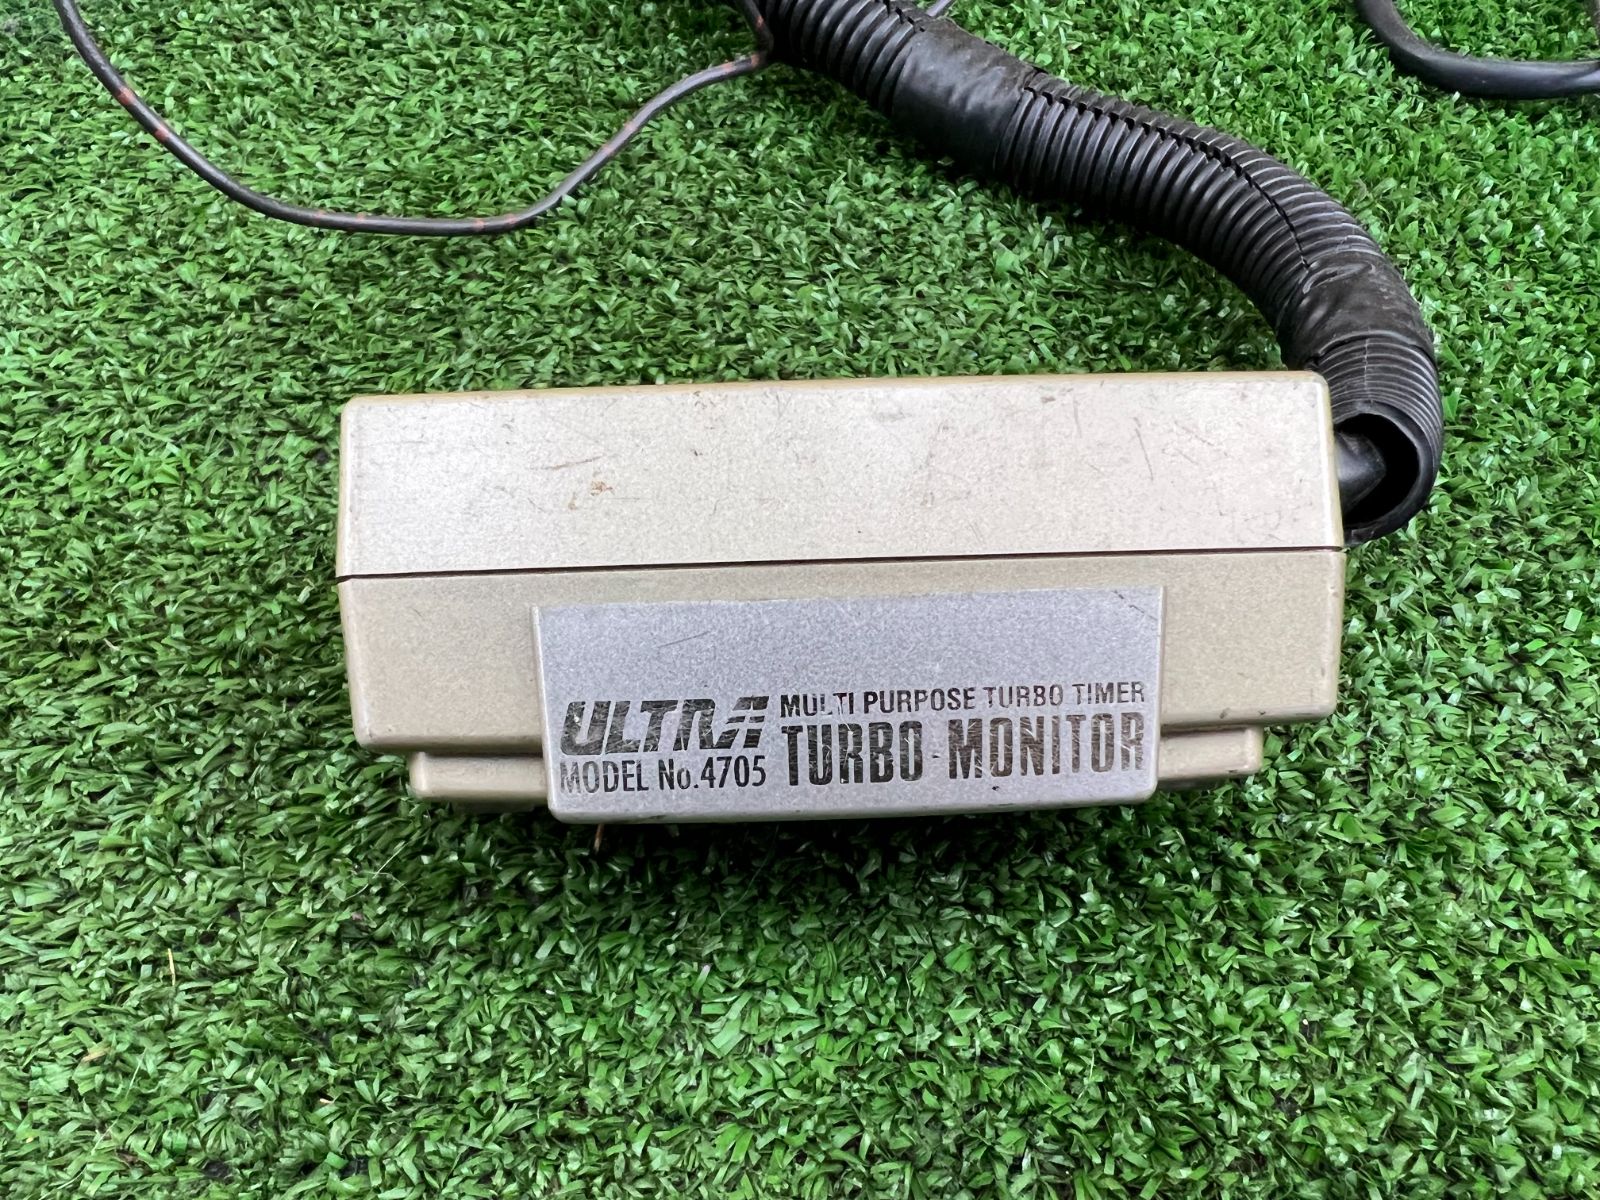 ULTRA MULTI PURPOSE TURBO TIMER
MODEL No.4705 TURBO MONITOR